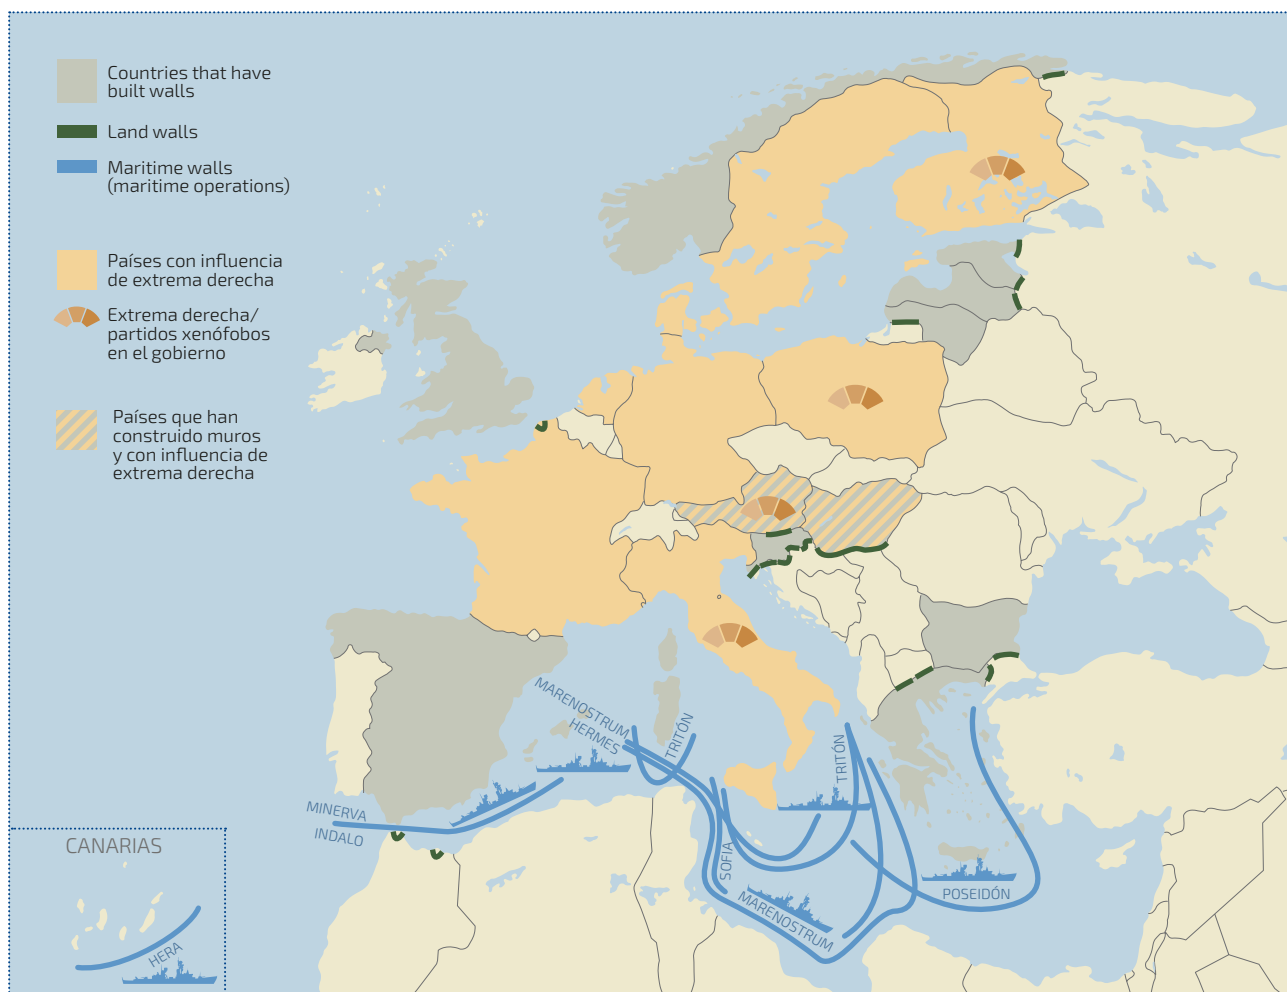 Countries that have
built walls
Land walls
Maritime walls
(maritime operations)
Países con influencia
de extrema derecha
Extrema derecha/
partidos xenófobos
en el gobierno
Países que han
construido muros
y con influencia de
extrema derecha
MARENOSTRUM
HERMES
TRITÓN
TRITÓN
MINERVA
INDALO
SOFIA
MARENOSTRUM
POSEIDÓN
CANARIAS
HERA